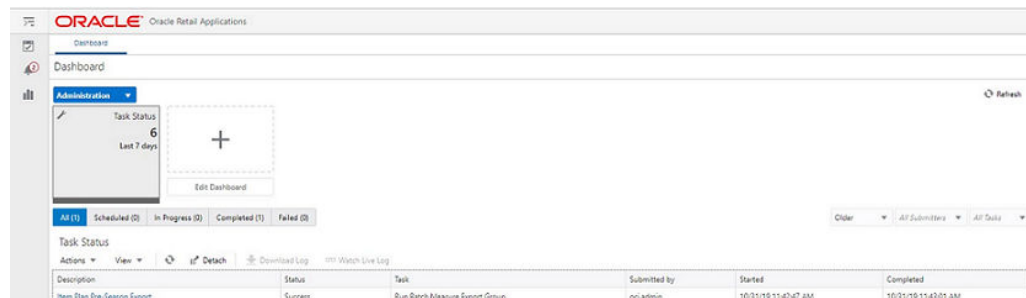 ORACLE Oracle Retail Applications
Dashboard
2
Dashboard
Administration
Refresh
Task Status
6
Last 7 days
Edit Dashboard
All (1) Scheduled (0) In Progress (0) Completed (1) Failed (0)
Older All Submitters All Tasks
Task Status
Actions View Detach Download Log Watch Live Log
Description Status Task Submitted by Started Completed
Item Plan Pre-Season Export Success Run Batch Measure Export Group oci.admin 10/31/19 11:42:47 AM 10/31/19 11:43:01 AM